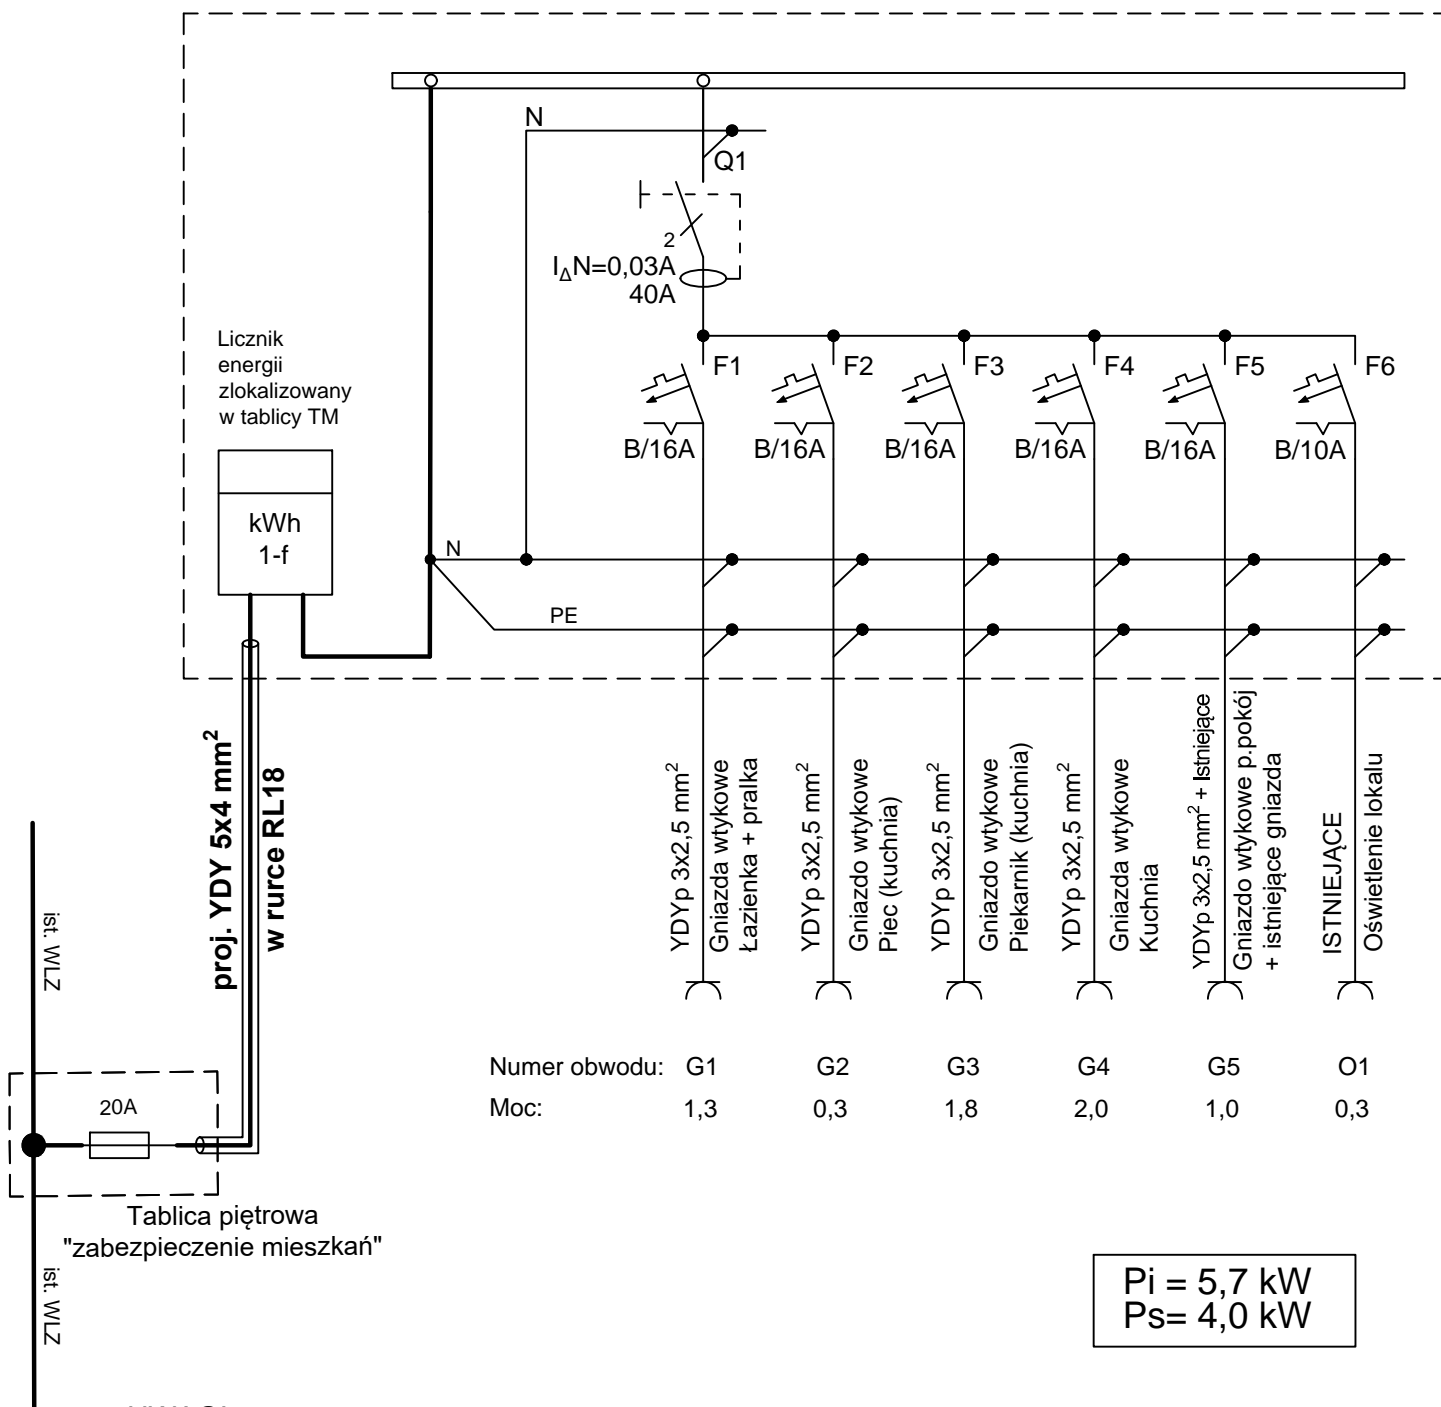 N
Q1
2
I∆N=0,03A
40A
Licznik
energii
zlokalizowany
w tablicy TM
F1
F2
F3
F4
F5
F6
B/16A
B/16A
B/16A
B/16A
B/16A
B/10A
kWh
1-f
N
PE
proj. YDY 5x4 mm²
w rurce RL18
YDYp 3x2,5 mm²
Gniazda wtykowe
Łazienka + pralka
YDYp 3x2,5 mm²
Gniazdo wtykowe
Piec (kuchnia)
YDYp 3x2,5 mm²
Gniazdo wtykowe
Piekarnik (kuchnia)
YDYp 3x2,5 mm²
Gniazda wtykowe
Kuchnia
YDYp 3x2,5 mm² + Istniejące
Gniazdo wtykowe p.pokój
+ istniejące gniazda
ISTNIEJĄCE
Oświetlenie lokalu
ist. WLZ
Numer obwodu: G1 G2 G3 G4 G5 O1
Moc: 1,3 0,3 1,8 2,0 1,0 0,3
20A
Tablica piętrowa
"zabezpieczenie mieszkań"
ist. WLZ
Pi = 5,7 kW
Ps= 4,0 kW